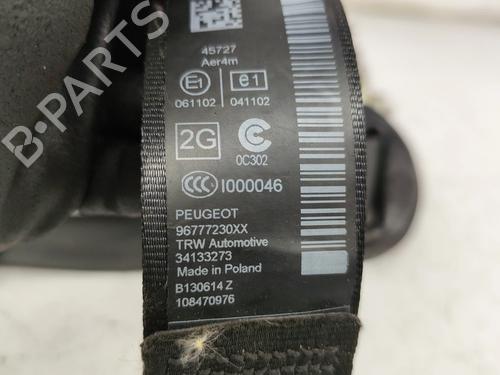 45727
Aer4m
E1 e1
061102 041102
2G C
0C302
CCC I000046
PEUGEOT
96777230XX
TRW Automotive
34133273
Made in Poland
B130614 Z
108470976
B-PARTS